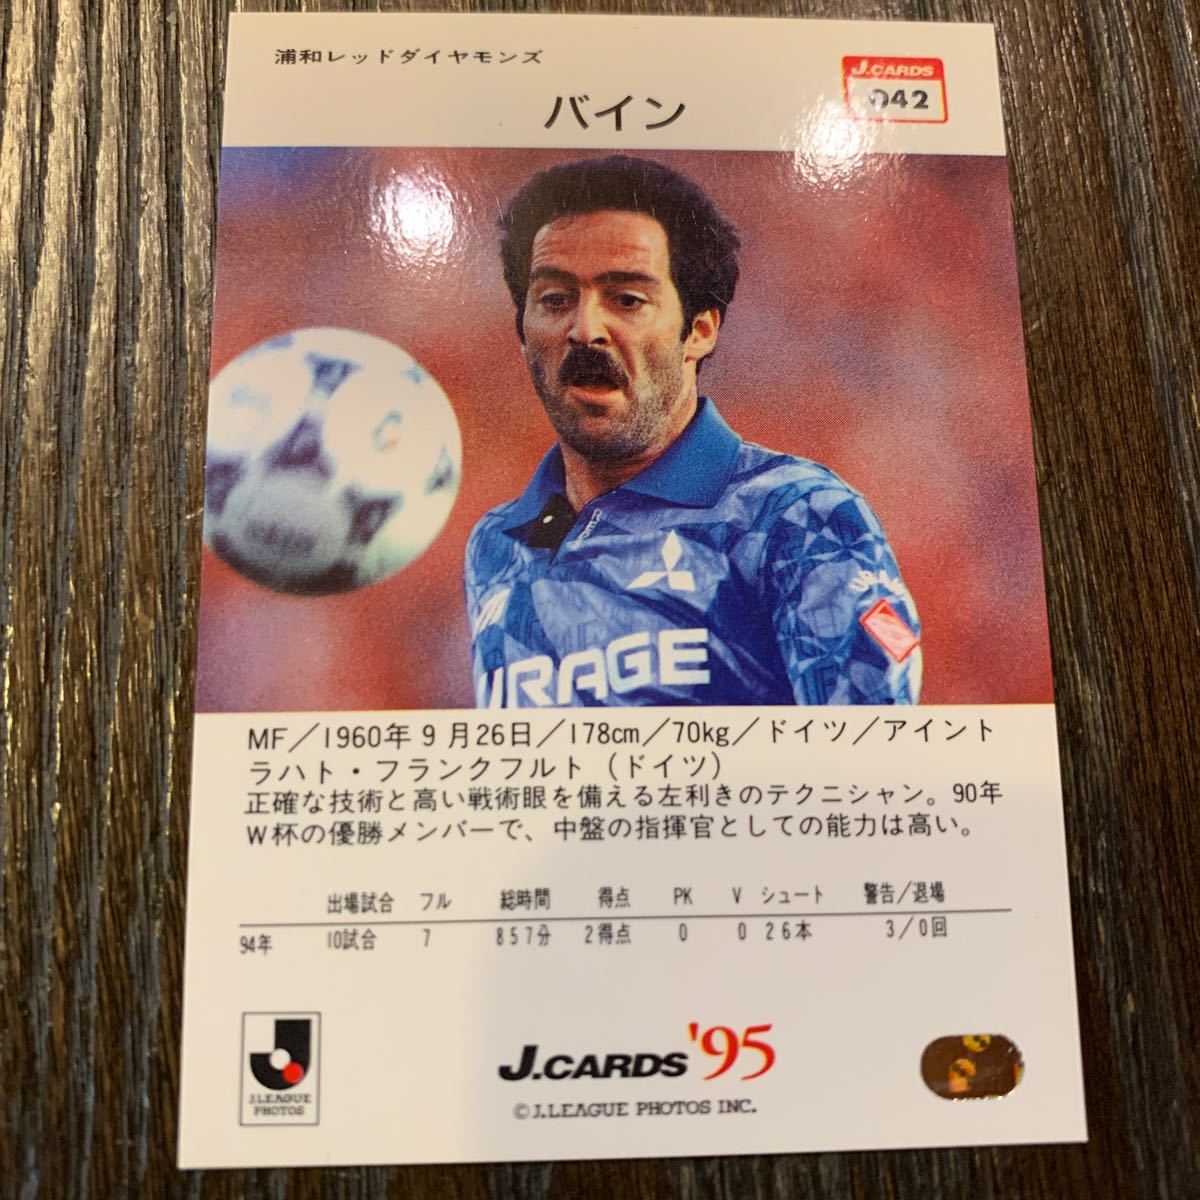 浦和レッドダイヤモンズ
J.CARDS
042
バイン
URAGE
MF／1960年 9 月26日／178cm／70kg／ドイツ／アイント
ラハト・フランクフルト（ドイツ）
正確な技術と高い戦術眼を備える左利きのテクニシャン。90年
W杯の優勝メンバーで、中盤の指揮官としての能力は高い。
出場試合 フル 総時間 得点 PK V シュート 警告/退場
94年 10試合 7 857分 2得点 0 0 26本 3/0回
J.LEAGUE
PHOTOS
J.CARDS '95
©J.LEAGUE PHOTOS INC.